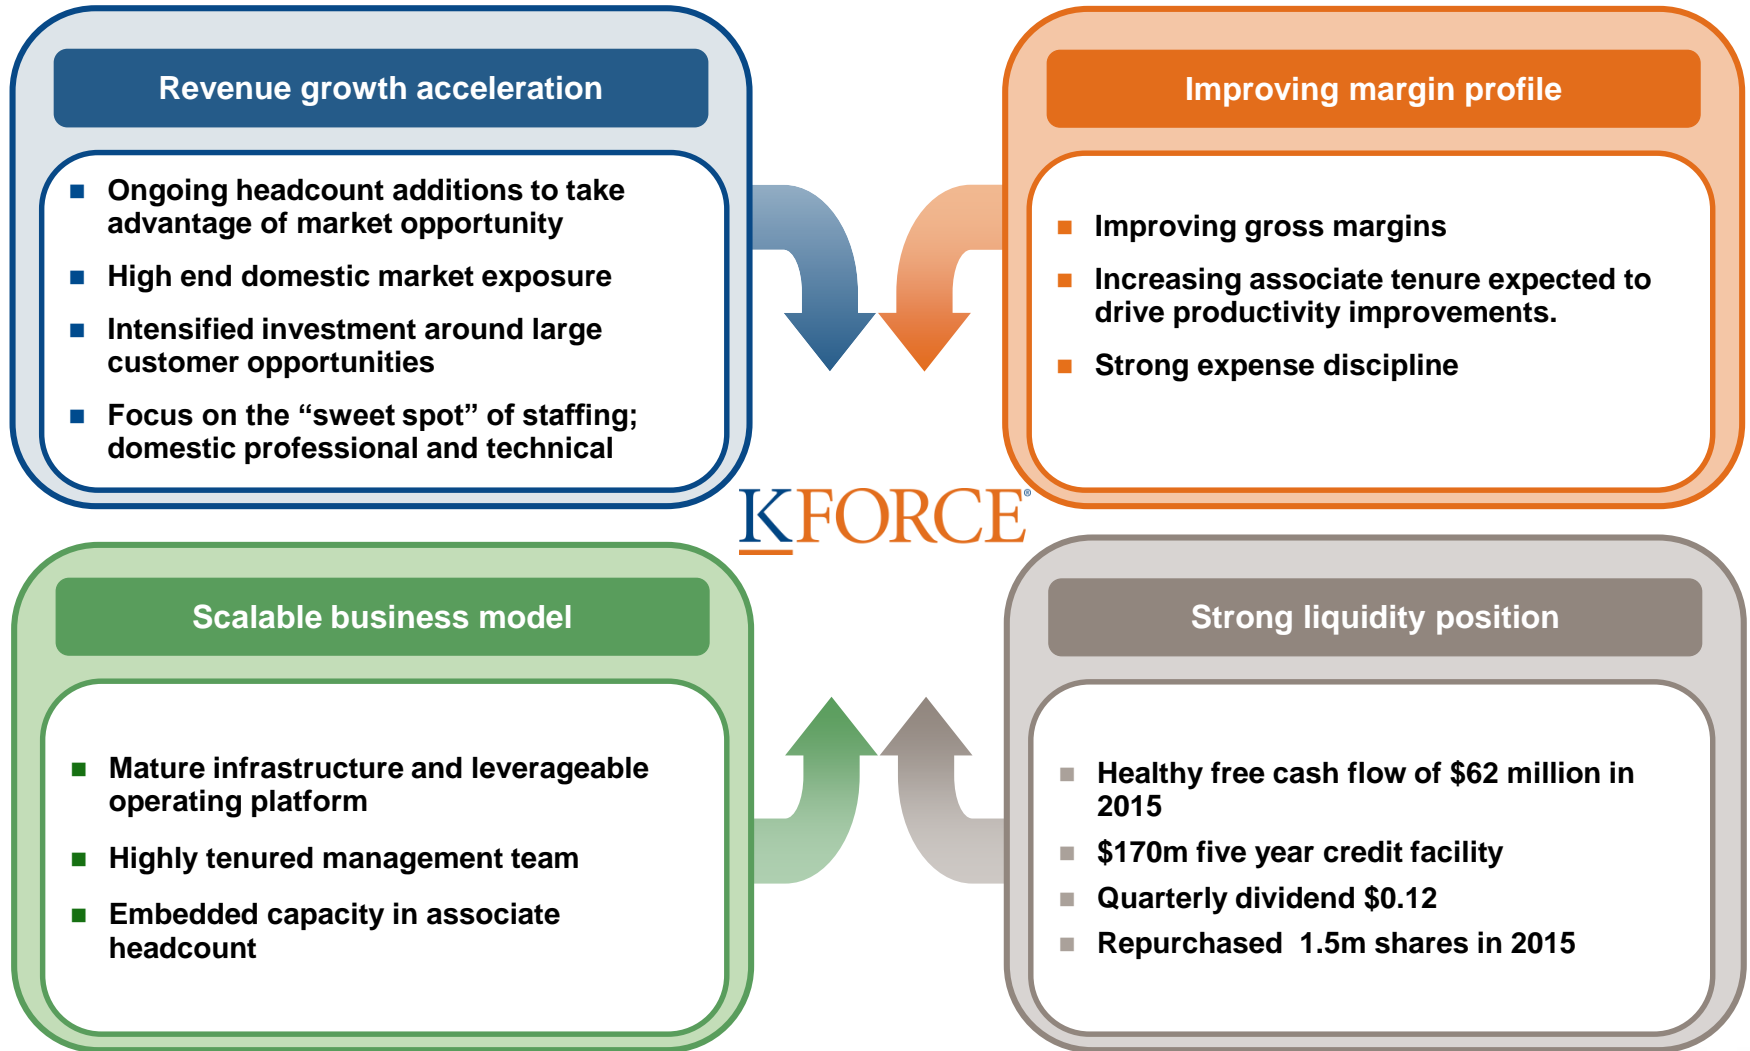 Revenue growth acceleration
■ Ongoing headcount additions to take
advantage of market opportunity
■ High end domestic market exposure
■ Intensified investment around large
customer opportunities
■ Focus on the “sweet spot” of staffing;
domestic professional and technical
Improving margin profile
■ Improving gross margins
■ Increasing associate tenure expected to
drive productivity improvements.
■ Strong expense discipline
KFORCE®
Scalable business model
■ Mature infrastructure and leverageable
operating platform
■ Highly tenured management team
■ Embedded capacity in associate
headcount
Strong liquidity position
■ Healthy free cash flow of $62 million in
2015
■ $170m five year credit facility
■ Quarterly dividend $0.12
■ Repurchased  1.5m shares in 2015